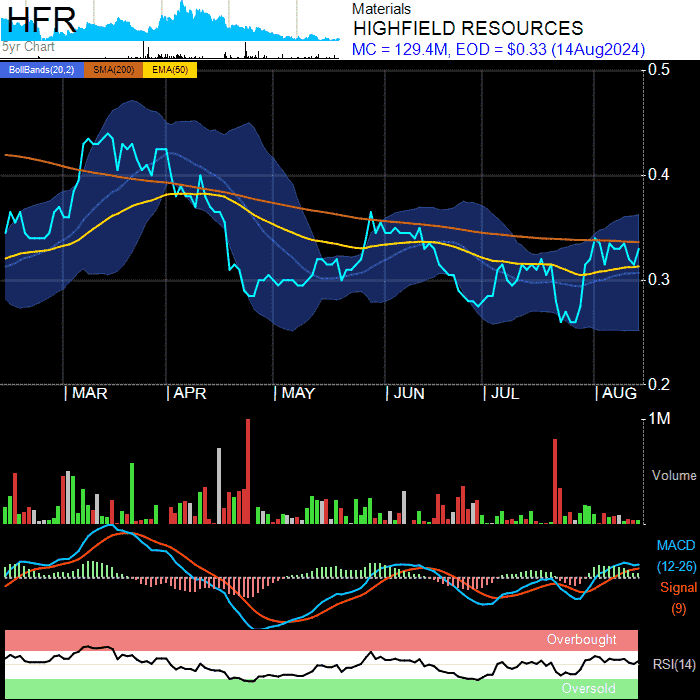 HFR
5yr Chart
Materials
HIGHFIELD RESOURCES
MC = 129.4M, EOD = $0.33 (14Aug2024)
BollBands(20,2) SMA(200) EMA(50)
0.5
0.4
0.3
0.2
MAR APR MAY JUN JUL AUG
1M
Volume
MACD
(12-26)
Signal
(9)
Overbought
RSI(14)
Oversold